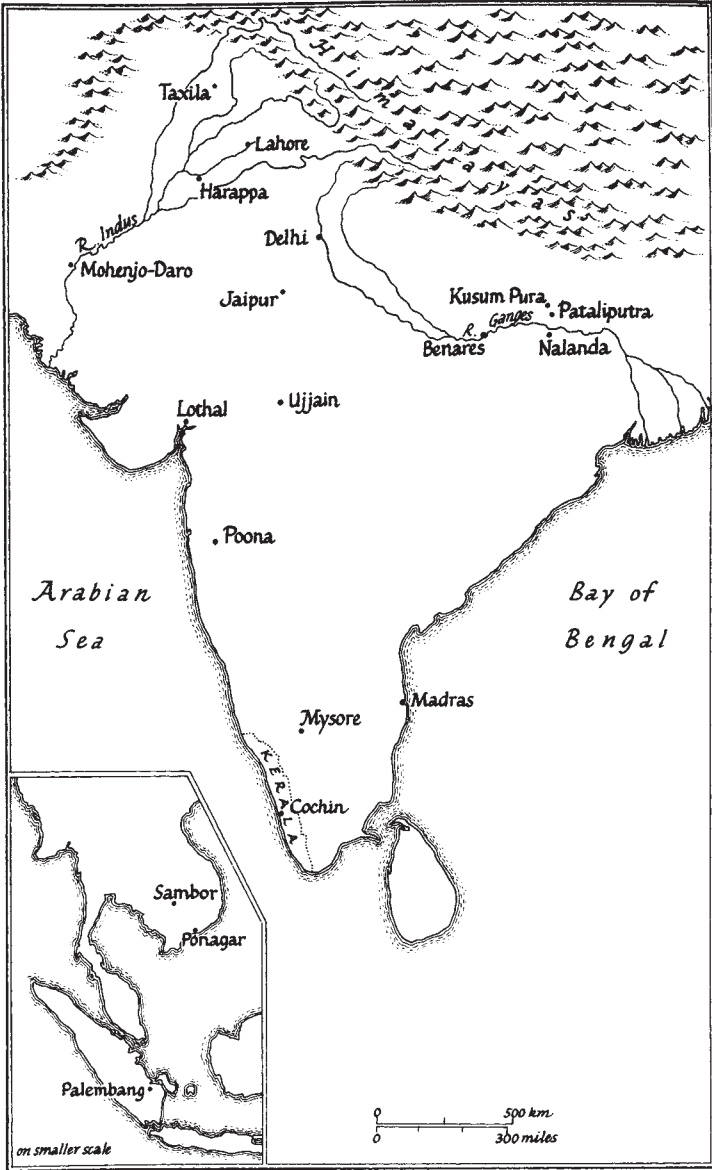 Himalayas
Taxila
Lahore
Harappa
R. Indus
Delhi
Mohenjo-Daro
Jaipur
Kusum Pura
Pataliputra
R. Ganges
Benares
Nalanda
Ujjain
Lothal
Poona
Arabian
Sea
Bay of
Bengal
Madras
Mysore
KERALA
Cochin
Sambor
Ponagar
Palembang
on smaller scale
0 500 km
0 300 miles